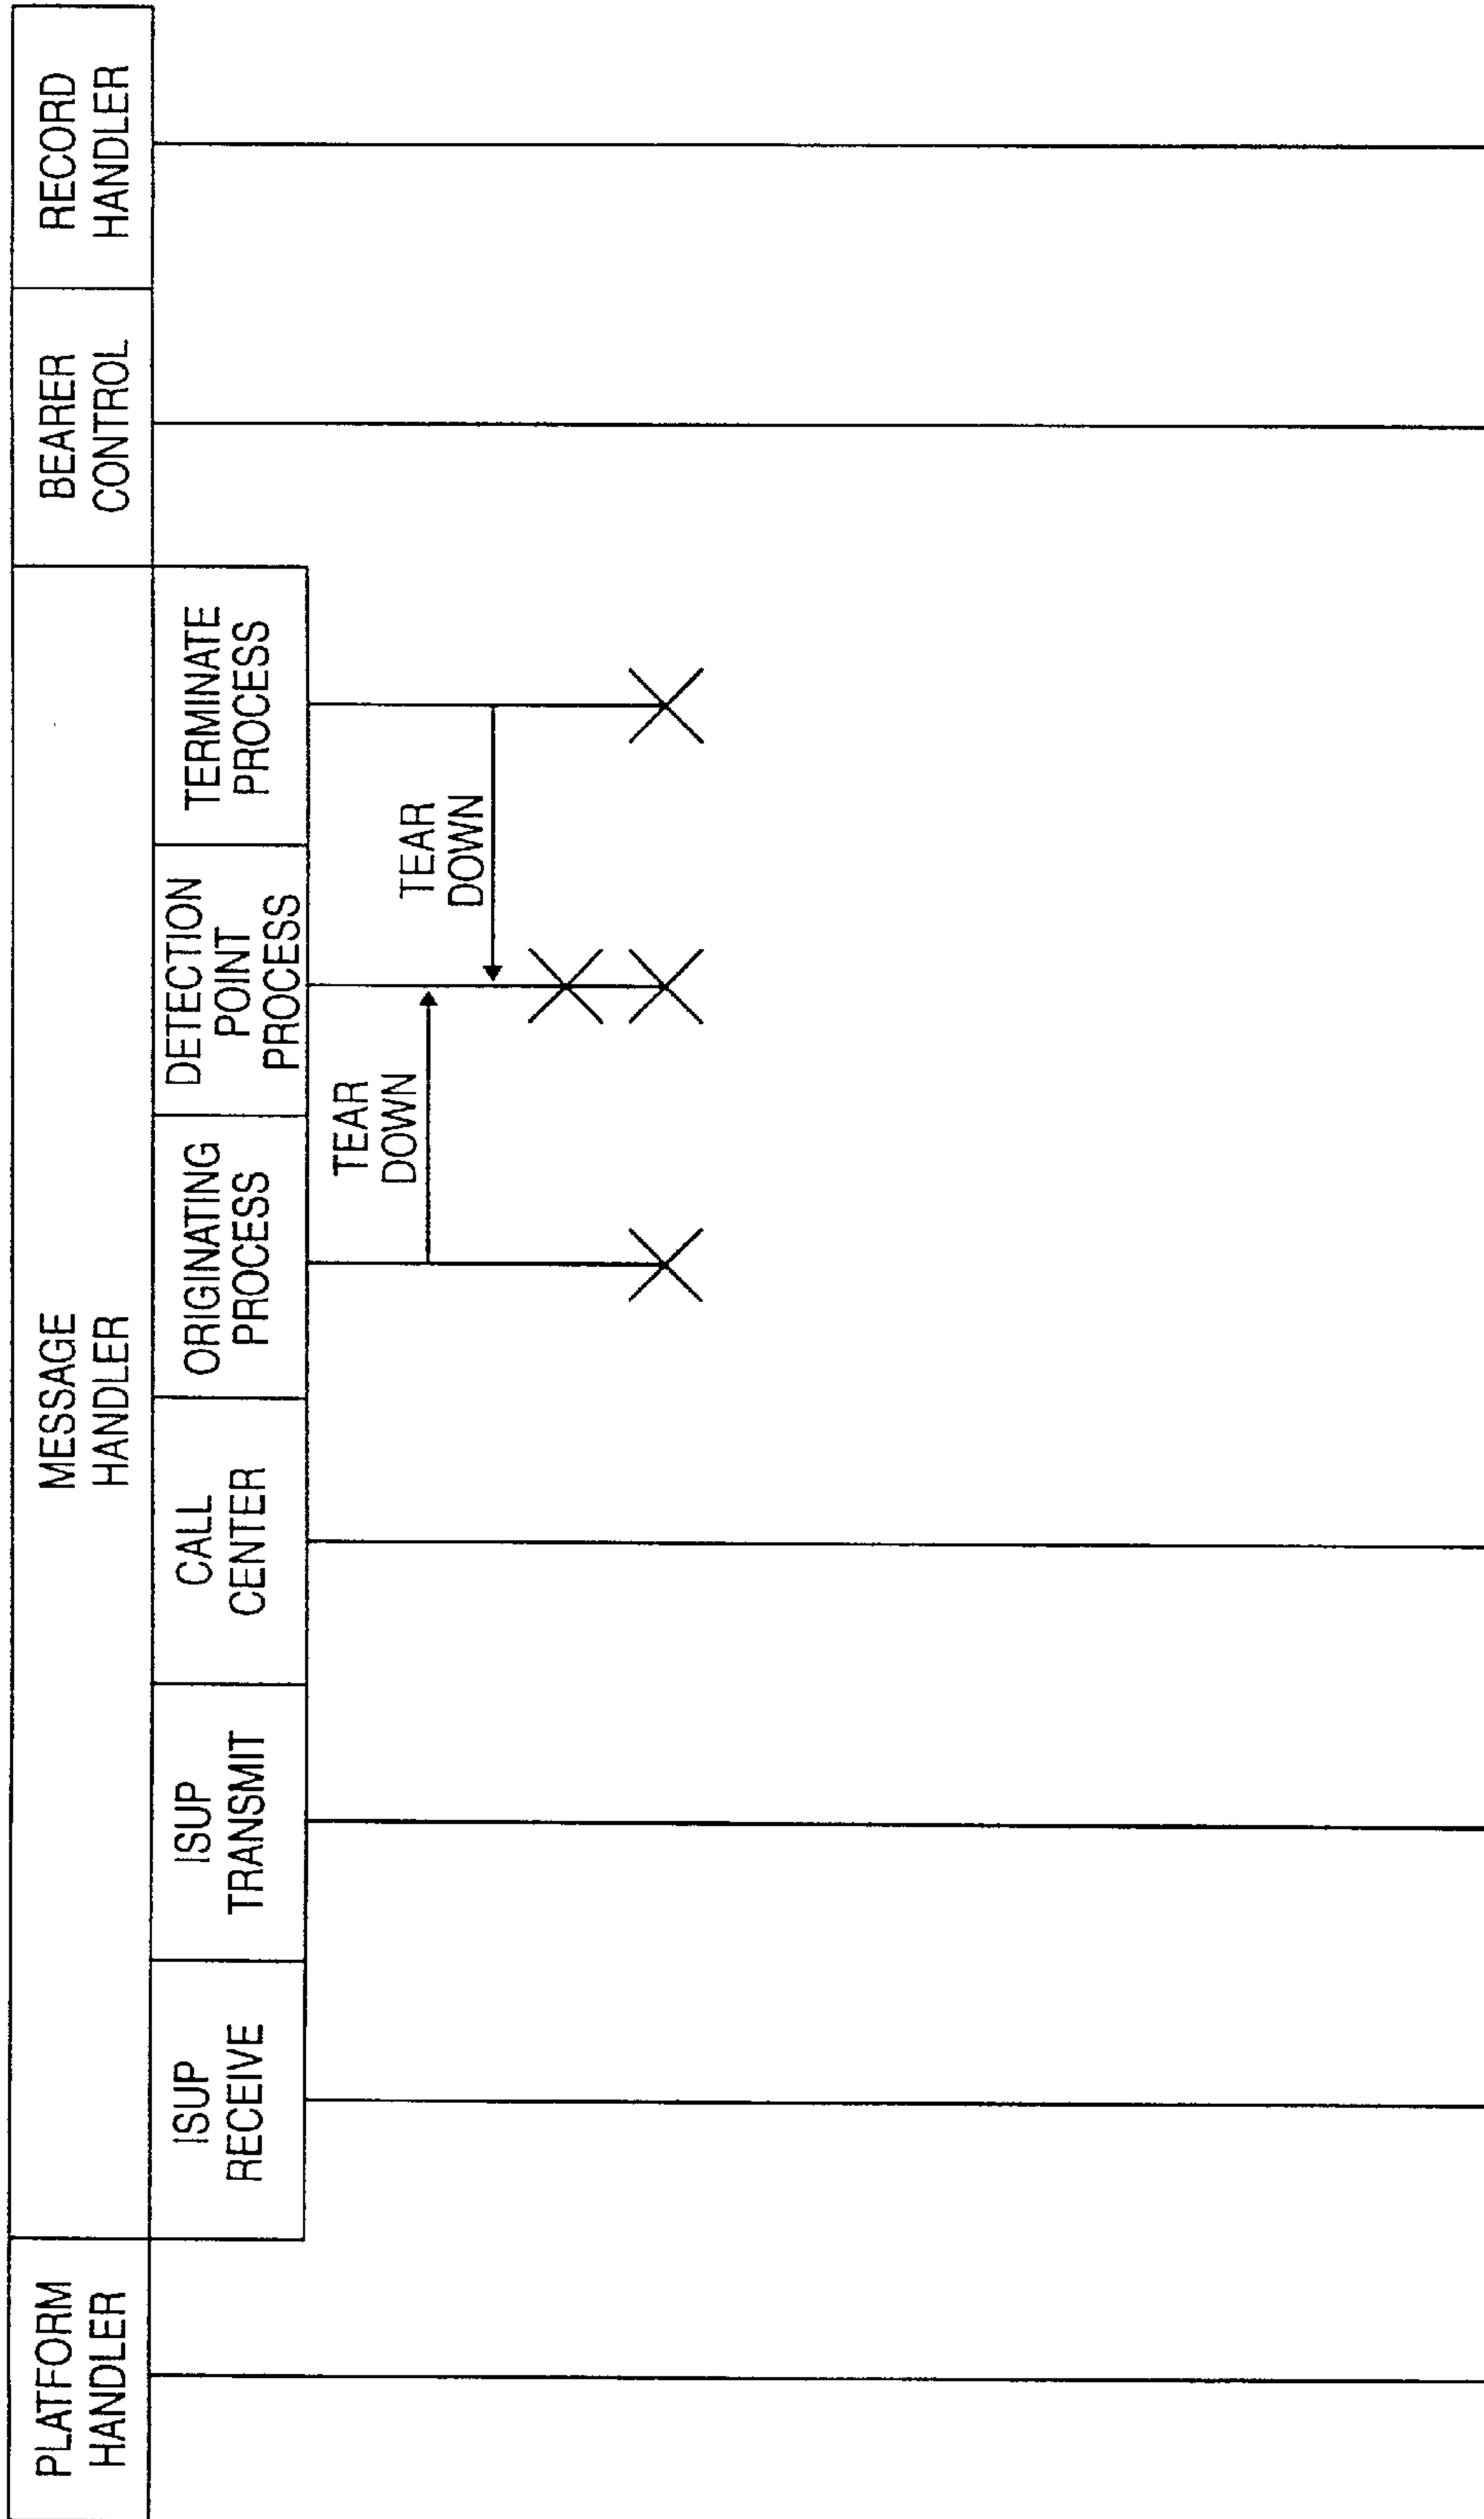 PLATFORM
HANDLER
MESSAGE
HANDLER
BEARER
CONTROL
RECORD
HANDLER
ISUP
RECEIVE
ISUP
TRANSMIT
CALL
CENTER
ORIGINATING
PROCESS
DETECTION
POINT
PROCESS
TERMINATE
PROCESS
TEAR
DOWN
TEAR
DOWN